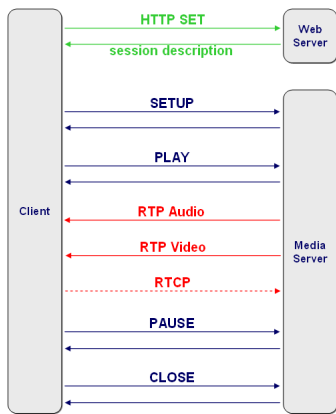 HTTP SET
Web
Server
session description
SETUP
PLAY
Client
RTP Audio
RTP Video
Media
Server
RTCP
PAUSE
CLOSE